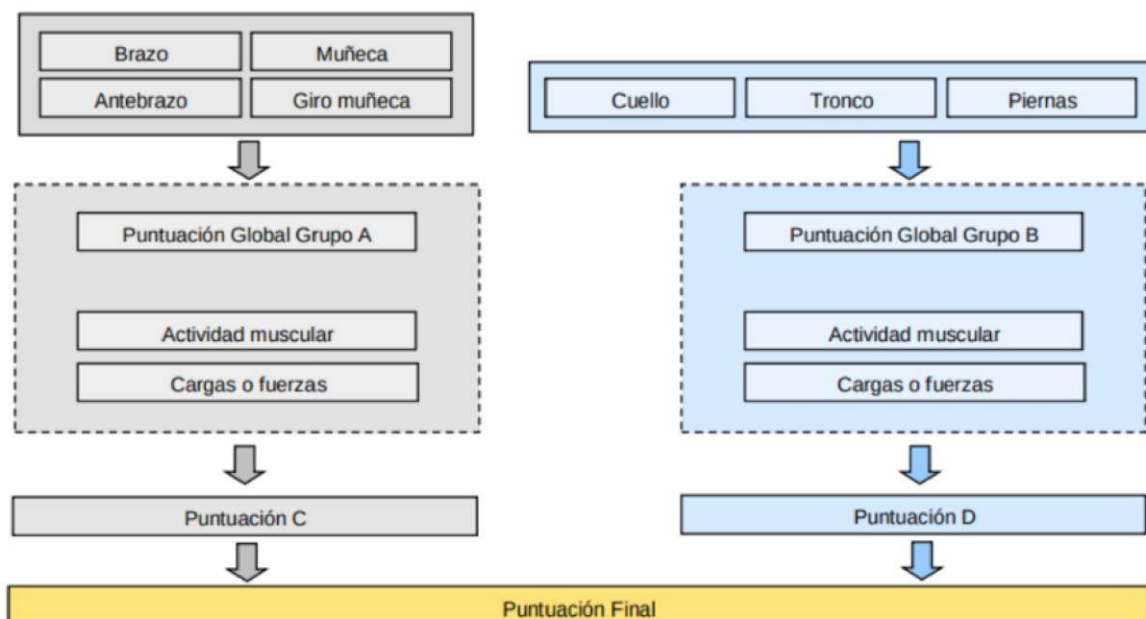 Brazo
Muñeca
Antebrazo
Giro muñeca
Cuello
Tronco
Piernas
Puntuación Global Grupo A
Actividad muscular
Cargas o fuerzas
Puntuación Global Grupo B
Actividad muscular
Cargas o fuerzas
Puntuación C
Puntuación D
Puntuación Final